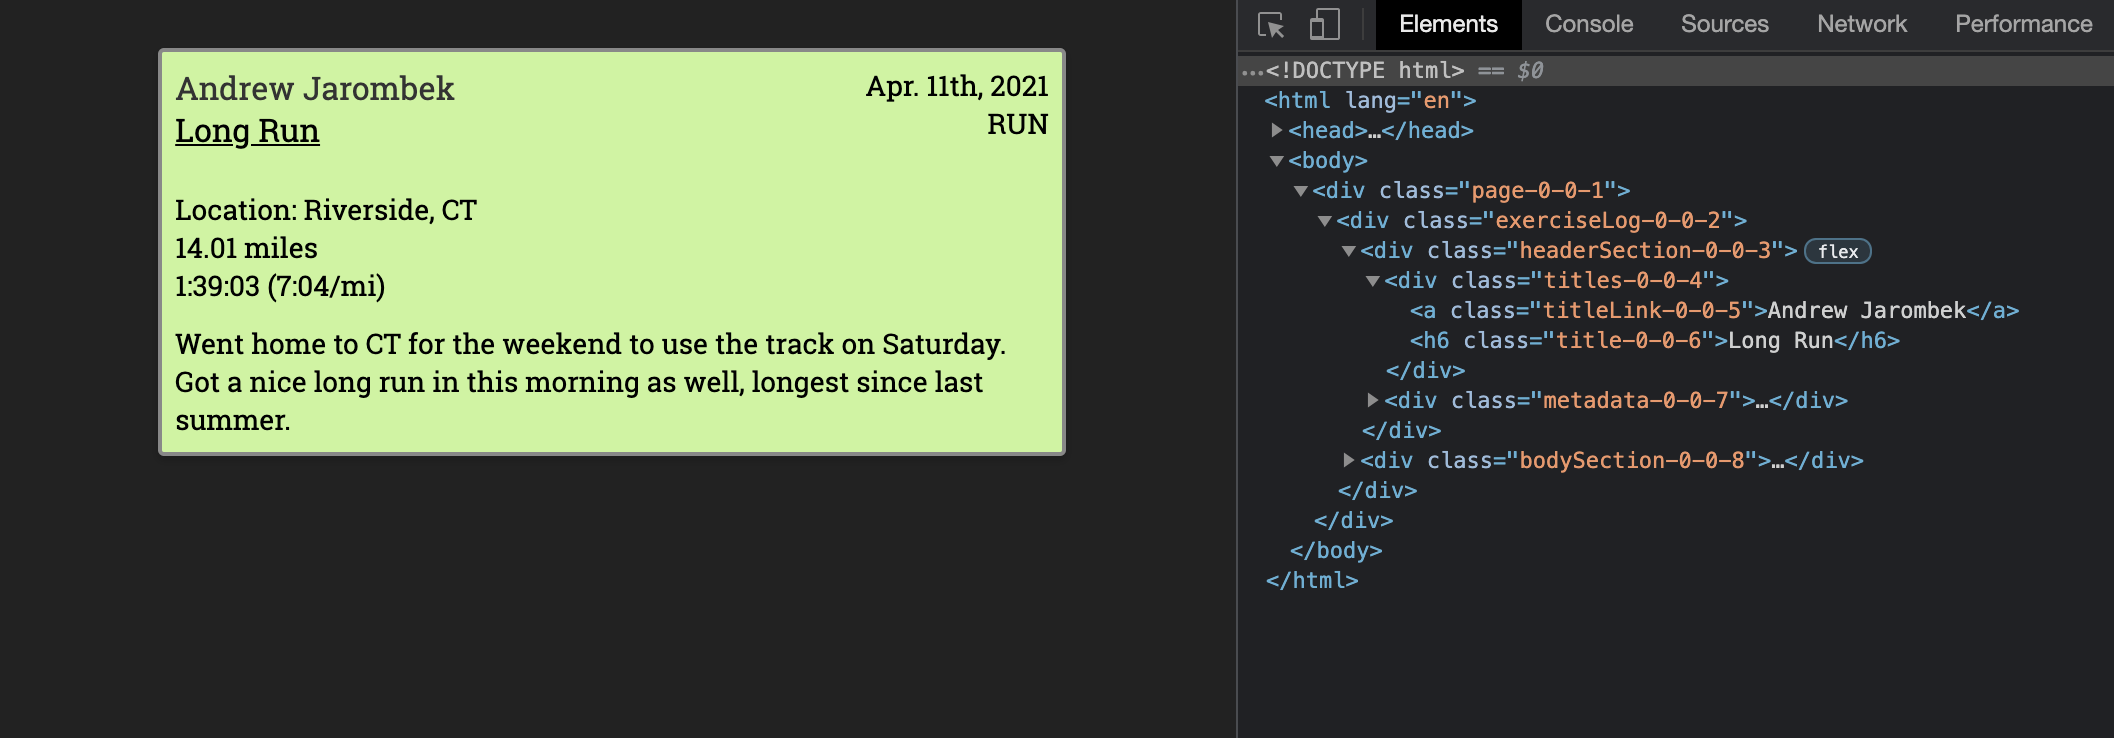 Andrew Jarombek
Apr. 11th, 2021
Long Run
RUN
Location: Riverside, CT
14.01 miles
1:39:03 (7:04/mi)
Went home to CT for the weekend to use the track on Saturday.
Got a nice long run in this morning as well, longest since last
summer.
Elements Console Sources Network Performance
…<!DOCTYPE html> == $0
<html lang="en">
<head>…</head>
<body>
<div class="page-0-0-1">
<div class="exerciseLog-0-0-2">
<div class="headerSection-0-0-3"> flex
<div class="titles-0-0-4">
<a class="titleLink-0-0-5">Andrew Jarombek</a>
<h6 class="title-0-0-6">Long Run</h6>
</div>
<div class="metadata-0-0-7">…</div>
</div>
<div class="bodySection-0-0-8">…</div>
</div>
</div>
</body>
</html>